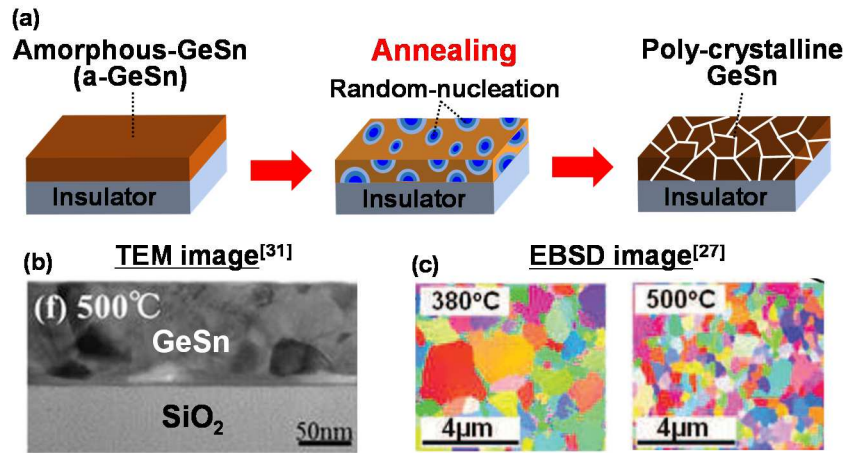 (a)
Amorphous-GeSn
(a-GeSn)
Annealing
Random-nucleation
Poly-crystalline
GeSn
Insulator
Insulator
Insulator
(b)
TEM image[31]
(c)
EBSD image[27]
(f) 500℃
GeSn
SiO₂
50nm
380°C
4μm
500°C
4μm